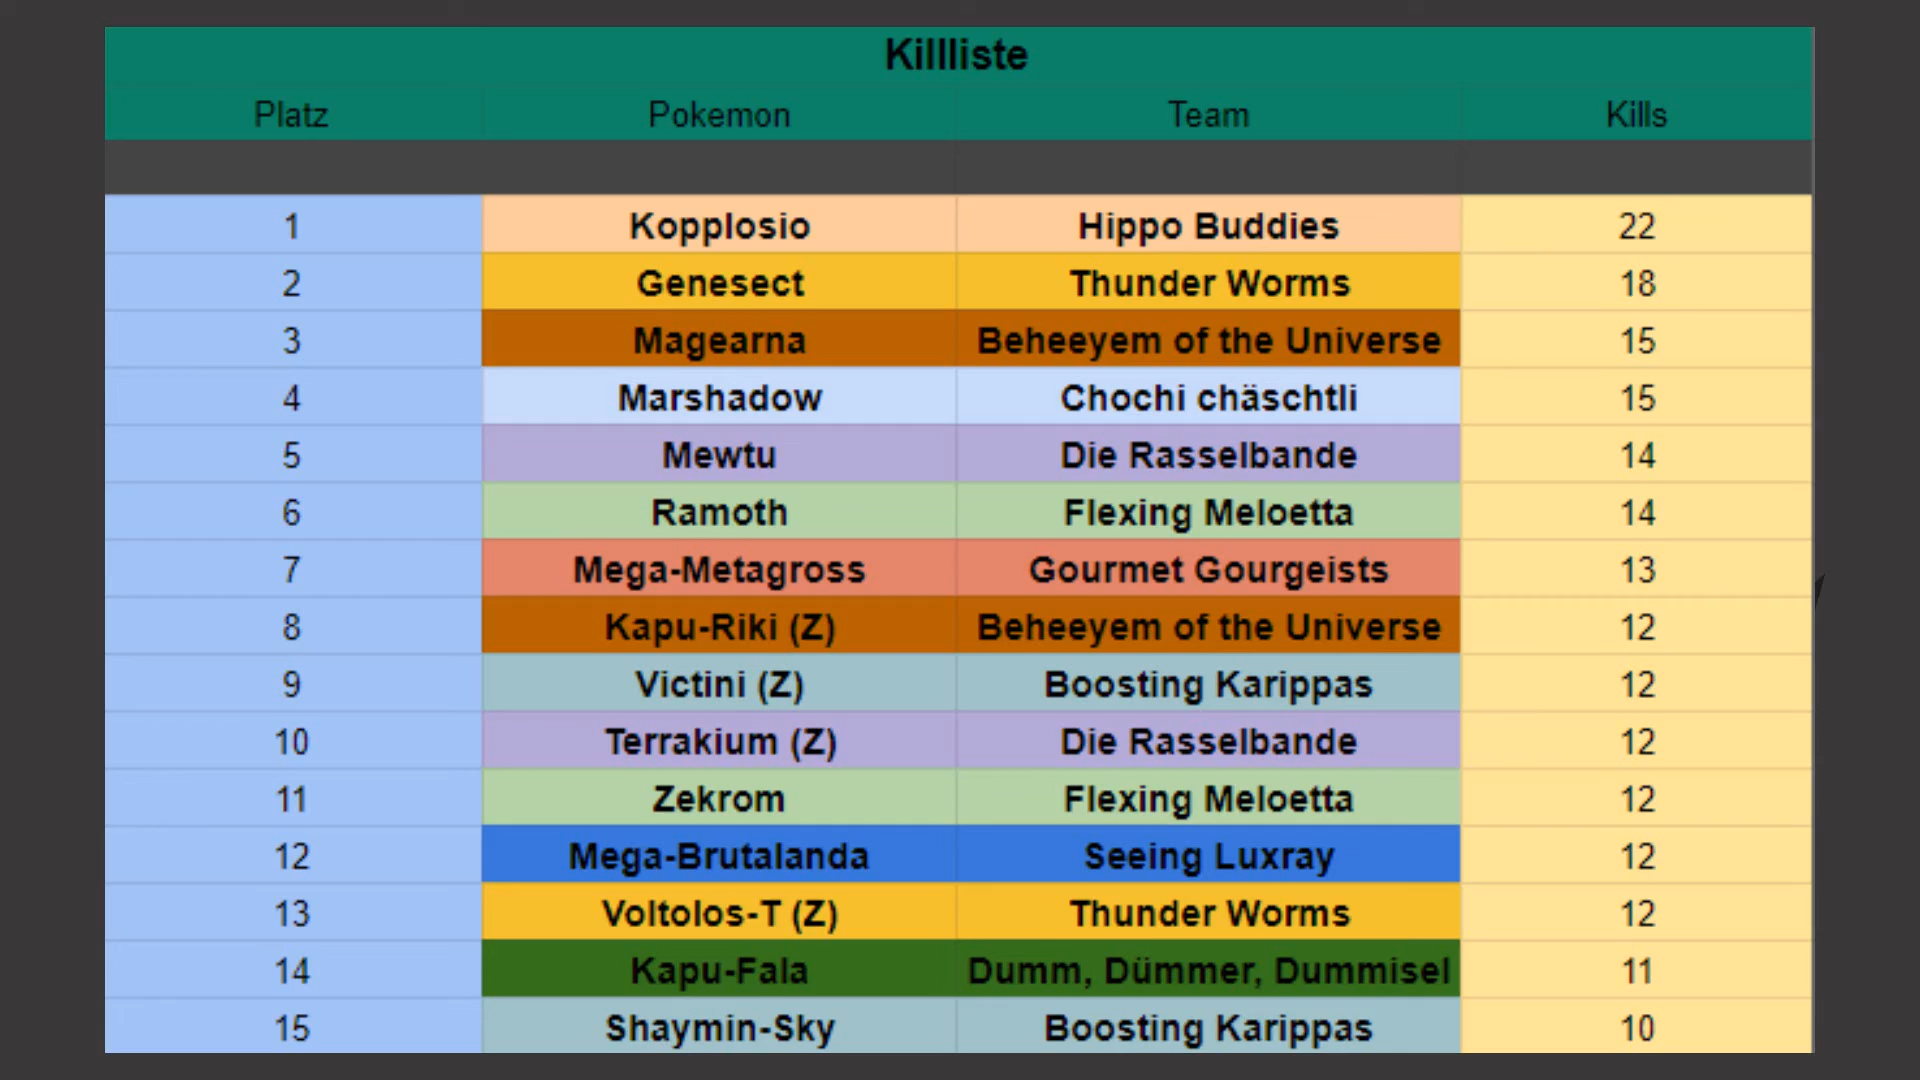 Killliste
Platz Pokemon Team Kills
1 Kopplosio Hippo Buddies 22
2 Genesect Thunder Worms 18
3 Magearna Beheeyem of the Universe 15
4 Marshadow Chochi chäschtli 15
5 Mewtu Die Rasselbande 14
6 Ramoth Flexing Meloetta 14
7 Mega-Metagross Gourmet Gourgeists 13
8 Kapu-Riki (Z) Beheeyem of the Universe 12
9 Victini (Z) Boosting Karippas 12
10 Terrakium (Z) Die Rasselbande 12
11 Zekrom Flexing Meloetta 12
12 Mega-Brutalanda Seeing Luxray 12
13 Voltolos-T (Z) Thunder Worms 12
14 Kapu-Fala Dumm, Dümmer, Dummisel 11
15 Shaymin-Sky Boosting Karippas 10